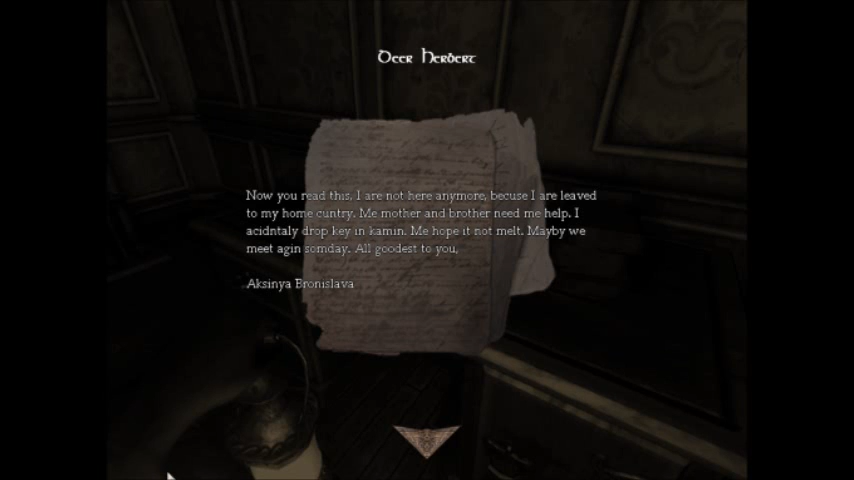 Deer Herbert
Now you read this, I are not here anymore, becuse I are leaved
to my home cuntry. Me mother and brother need me help. I
acidntaly drop key in kamin. Me hope it not melt. Mayby we
meet agin somday. All goodest to you,
Aksinya Bronislava